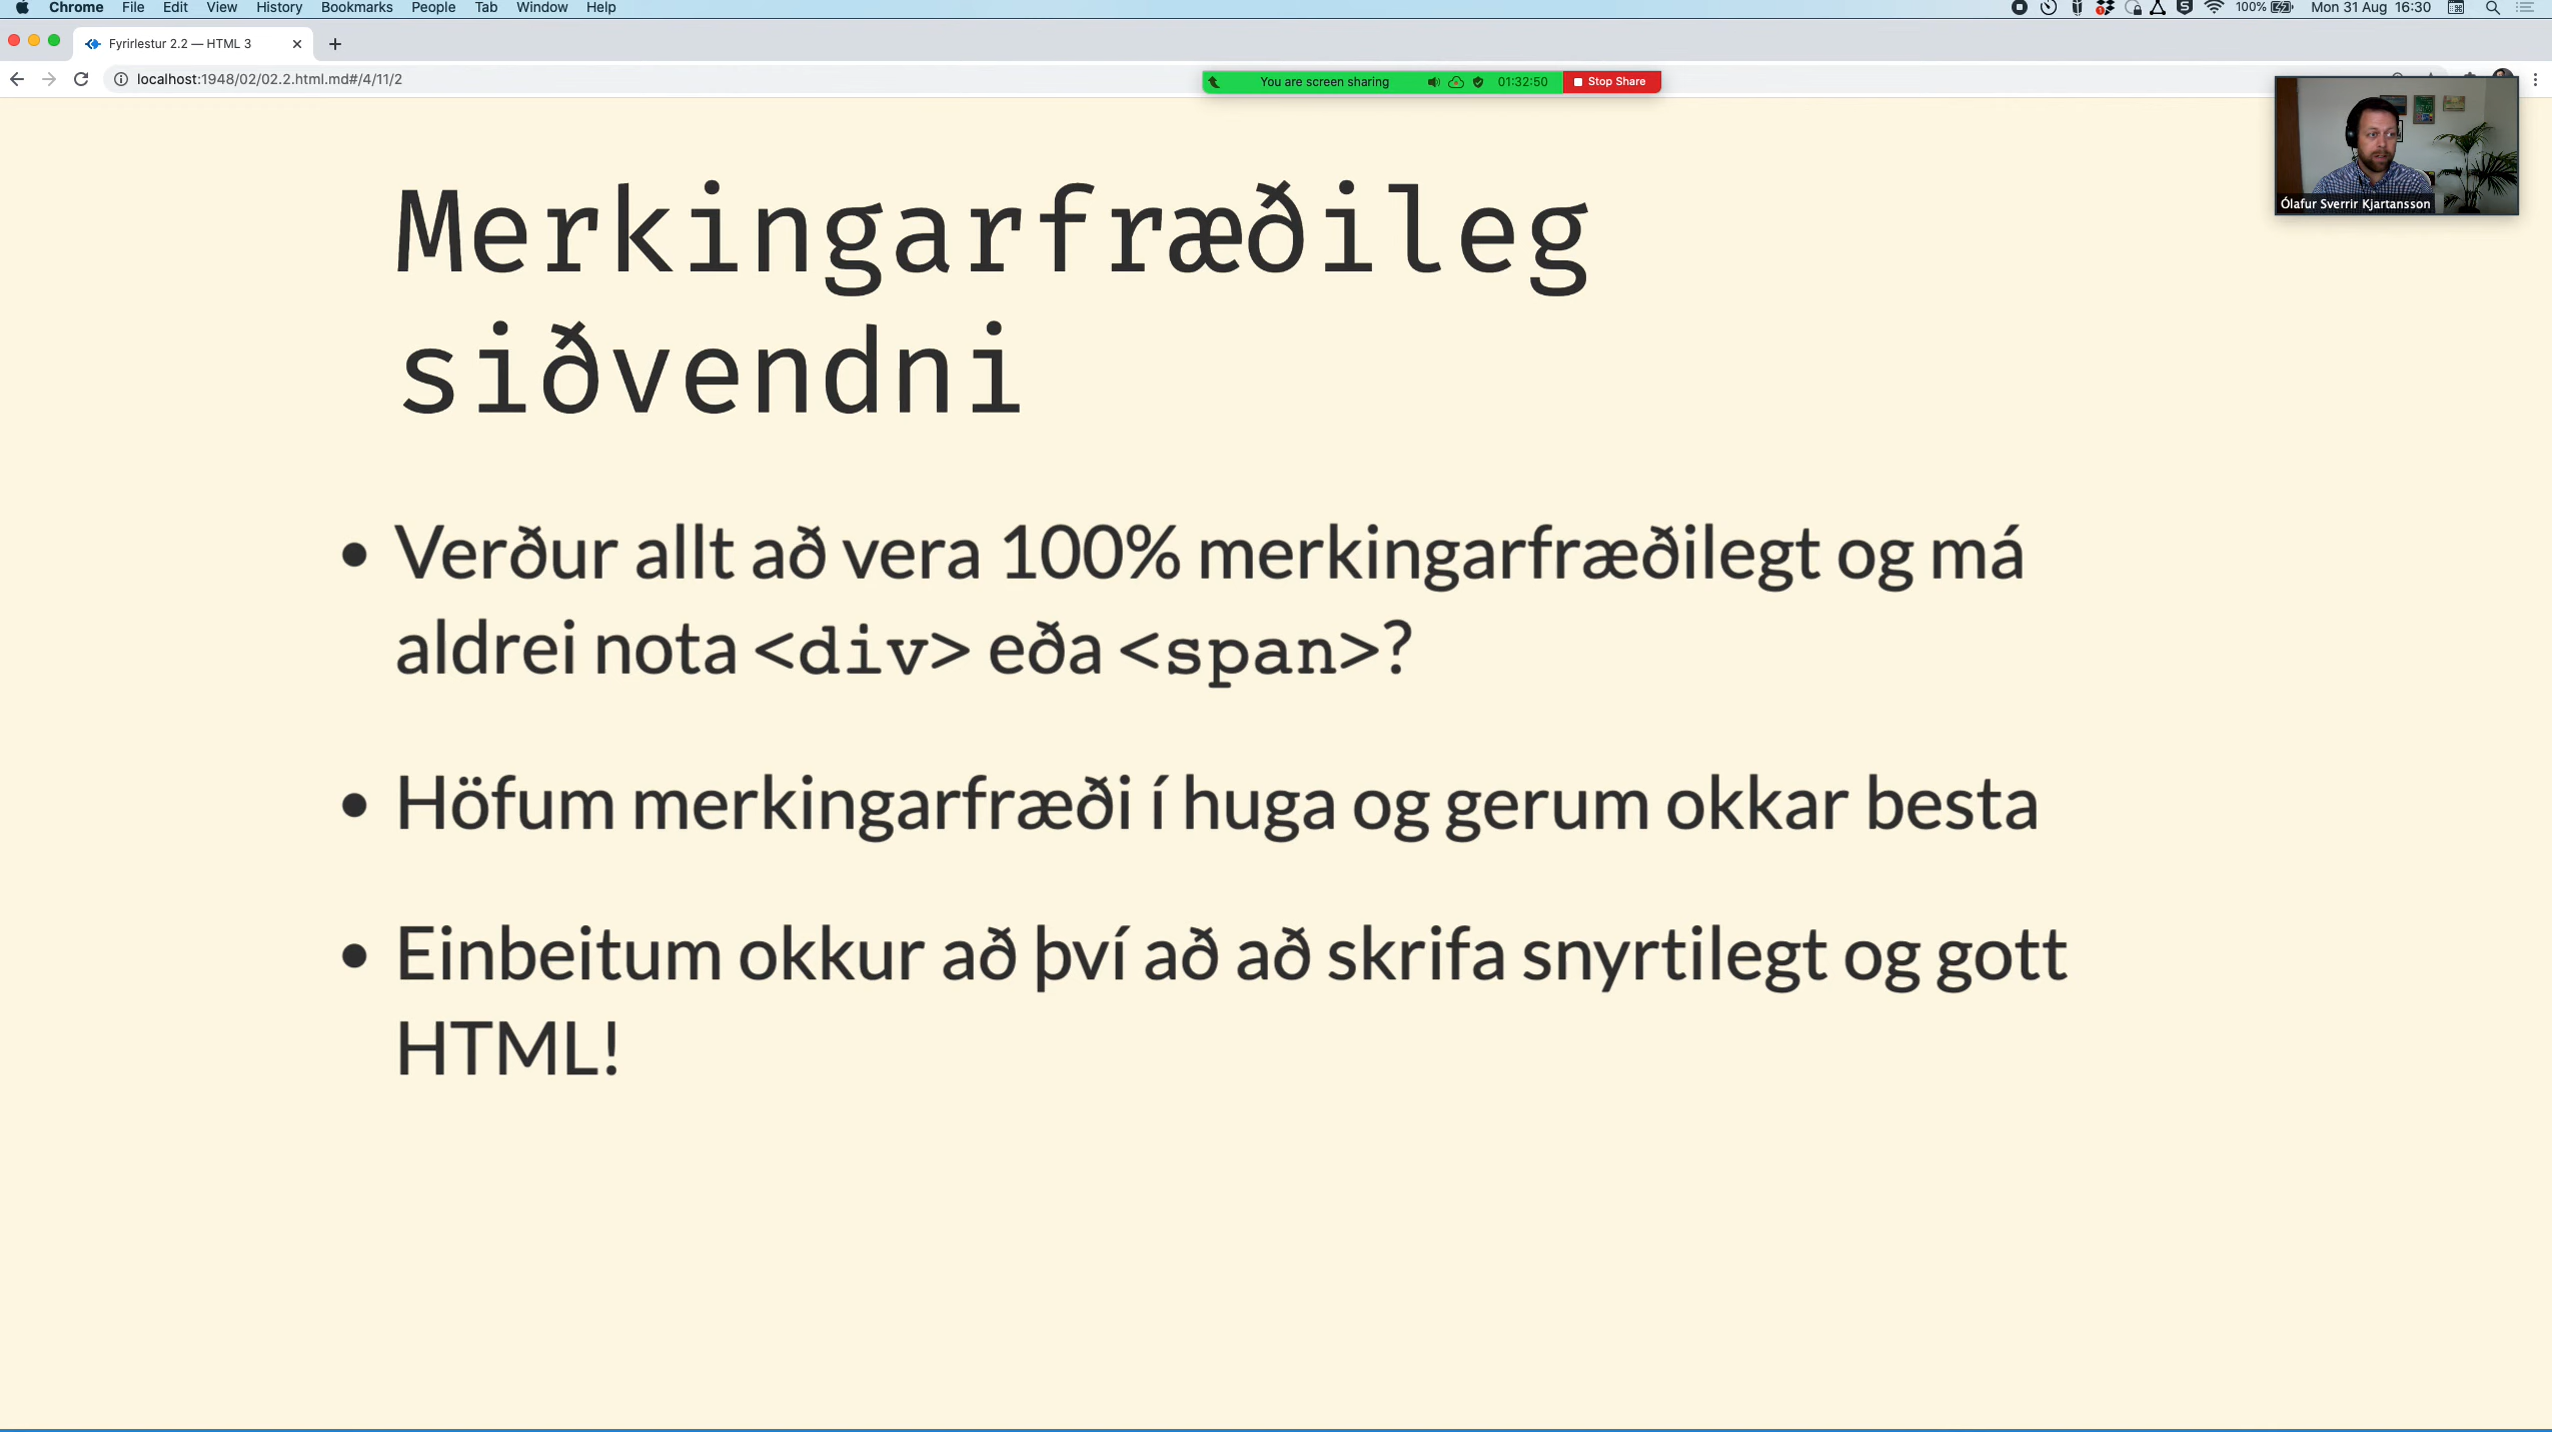 Chrome File Edit View History Bookmarks People Tab Window Help
100% Mon 31 Aug 16:30
Fyrirlestur 2.2 — HTML 3
localhost:1948/02/02.2.html.md#/4/11/2
You are screen sharing 01:32:50 Stop Share
Ólafur Sverrir Kjartansson
Merkingarfræðileg
siðvendni
• Verður allt að vera 100% merkingarfræðilegt og má
aldrei nota <div> eða <span>?
• Höfum merkingarfræði í huga og gerum okkar besta
• Einbeitum okkur að því að að skrifa snyrtilegt og gott
HTML!